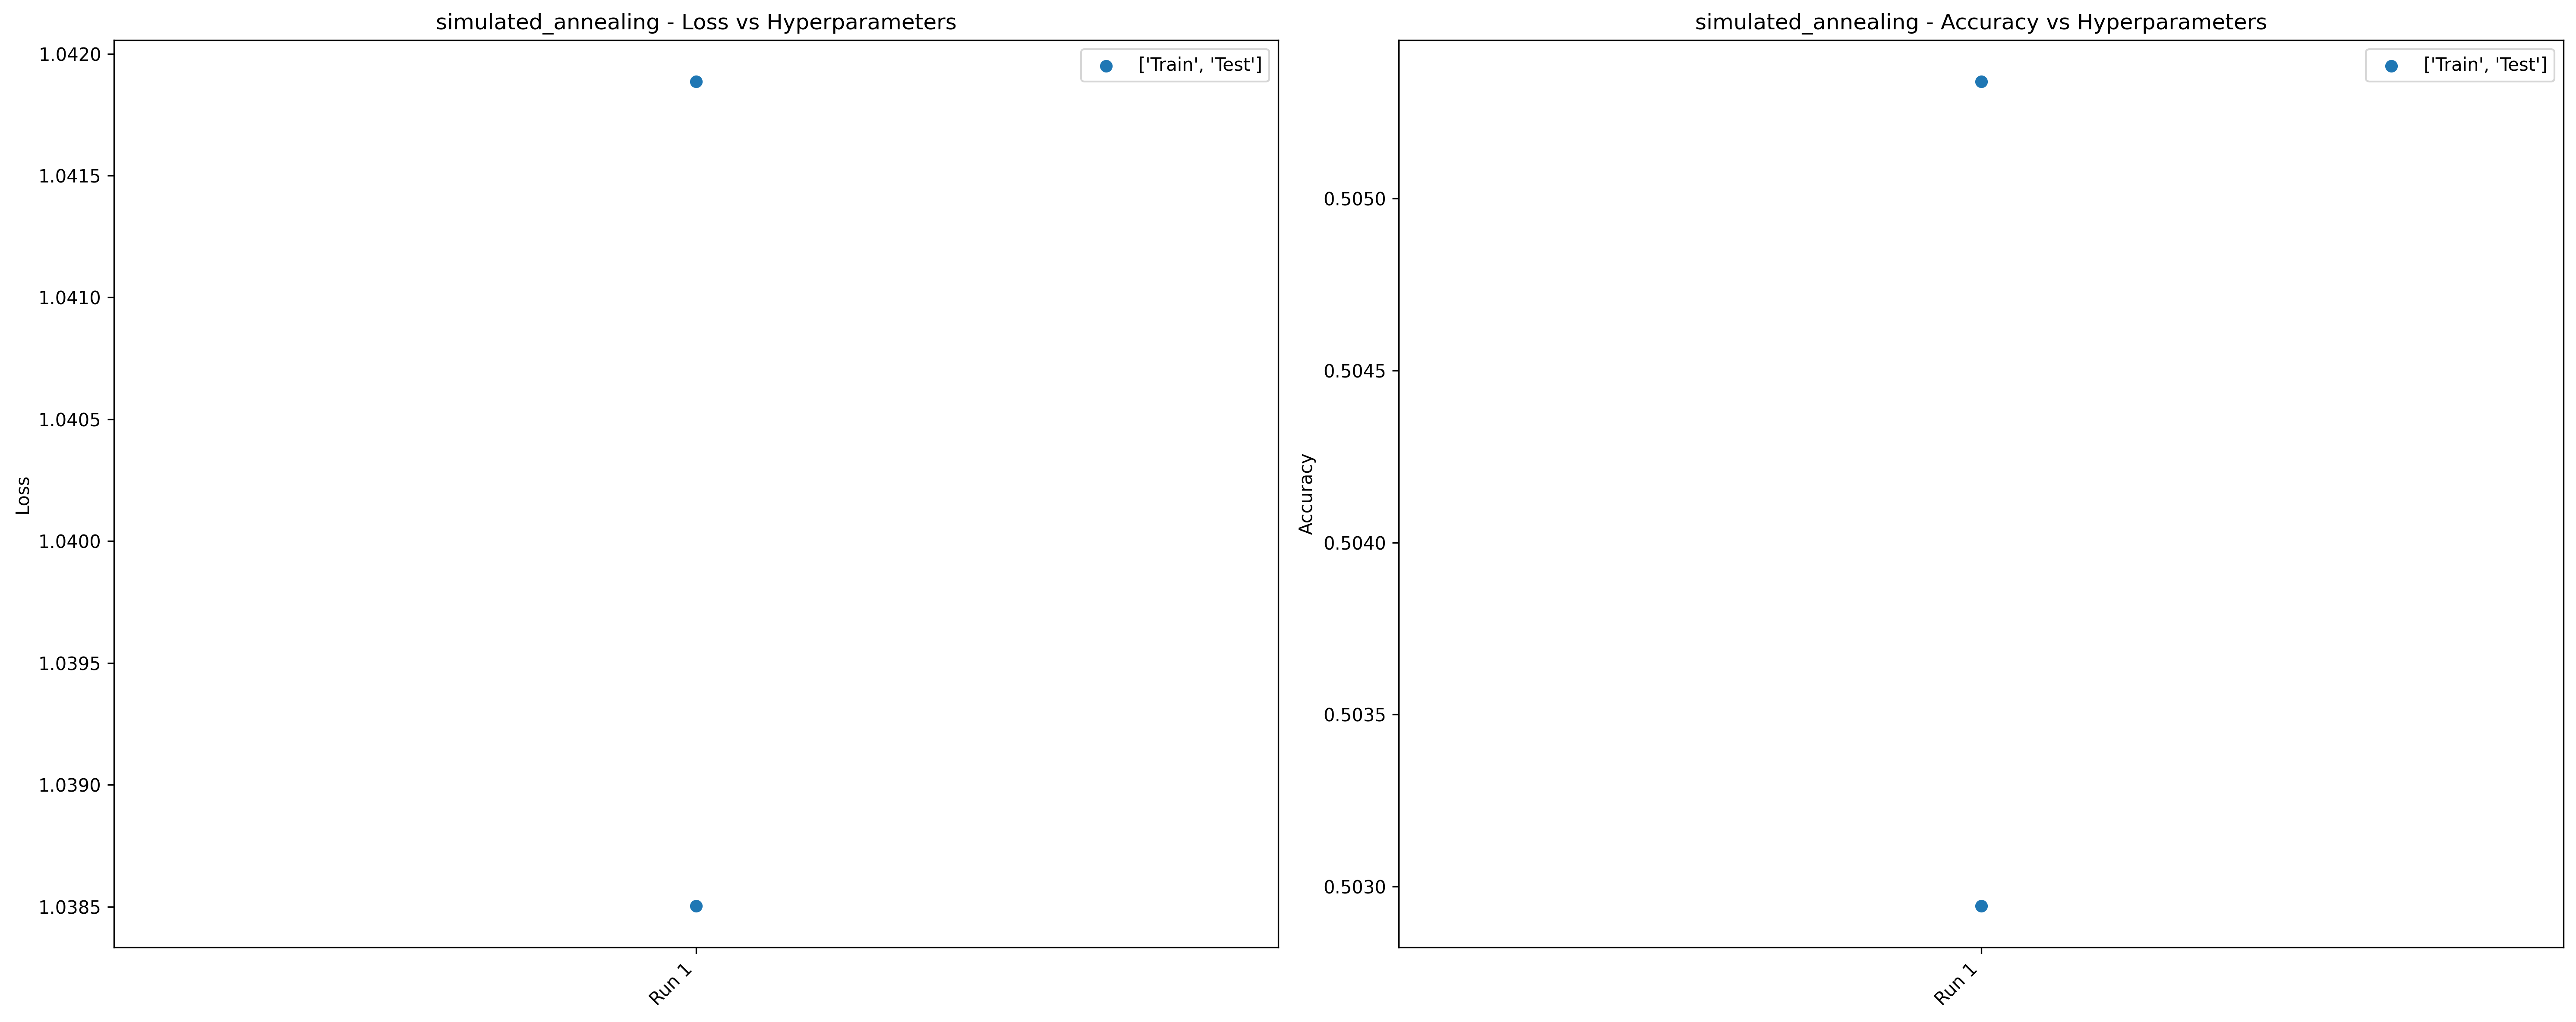 simulated_annealing - Loss vs Hyperparameters
['Train', 'Test']
1.0420
1.0415
1.0410
1.0405
1.0400
1.0395
1.0390
1.0385
Loss
Run 1
simulated_annealing - Accuracy vs Hyperparameters
['Train', 'Test']
0.5050
0.5045
0.5040
0.5035
0.5030
Accuracy
Run 1